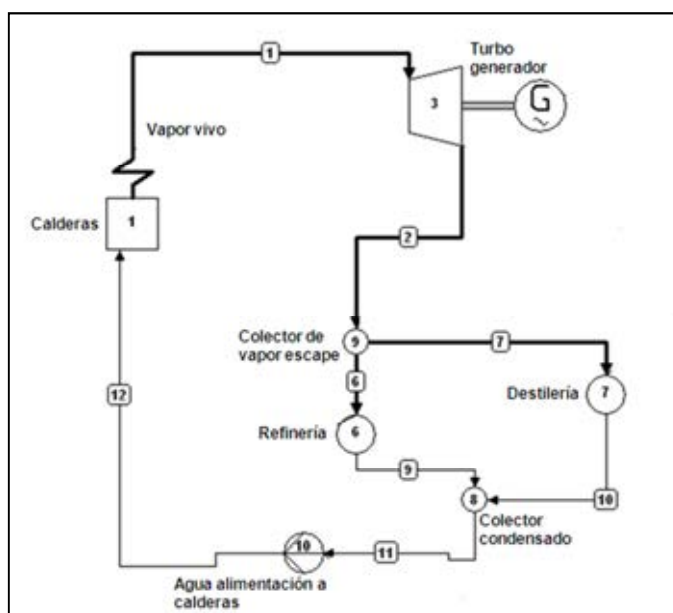 1
Turbo
generador
3
G
Vapor vivo
Calderas
1
2
Colector de
vapor escape
9
7
6
12
Destilería
7
Refinería
6
9
8
10
Colector
condensado
10
11
Agua alimentación a
calderas